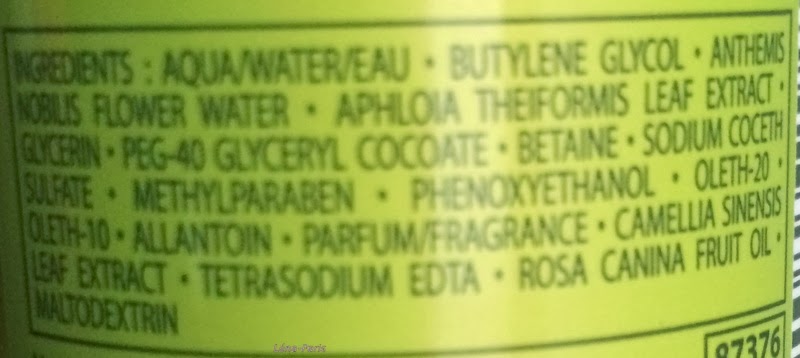 INGREDIENTS : AQUA/WATER/EAU • BUTYLENE GLYCOL • ANTHEMIS
NOBILIS FLOWER WATER • APHLOIA THEIFORMIS LEAF EXTRACT •
GLYCERIN • PEG-40 GLYCERYL COCOATE • BETAINE • SODIUM COCETH
SULFATE • METHYLPARABEN • PHENOXYETHANOL • OLETH-20 •
OLETH-10 • ALLANTOIN • PARFUM/FRAGRANCE • CAMELLIA SINENSIS
LEAF EXTRACT • TETRASODIUM EDTA • ROSA CANINA FRUIT OIL •
MALTODEXTRIN
Léna-Paris
87376